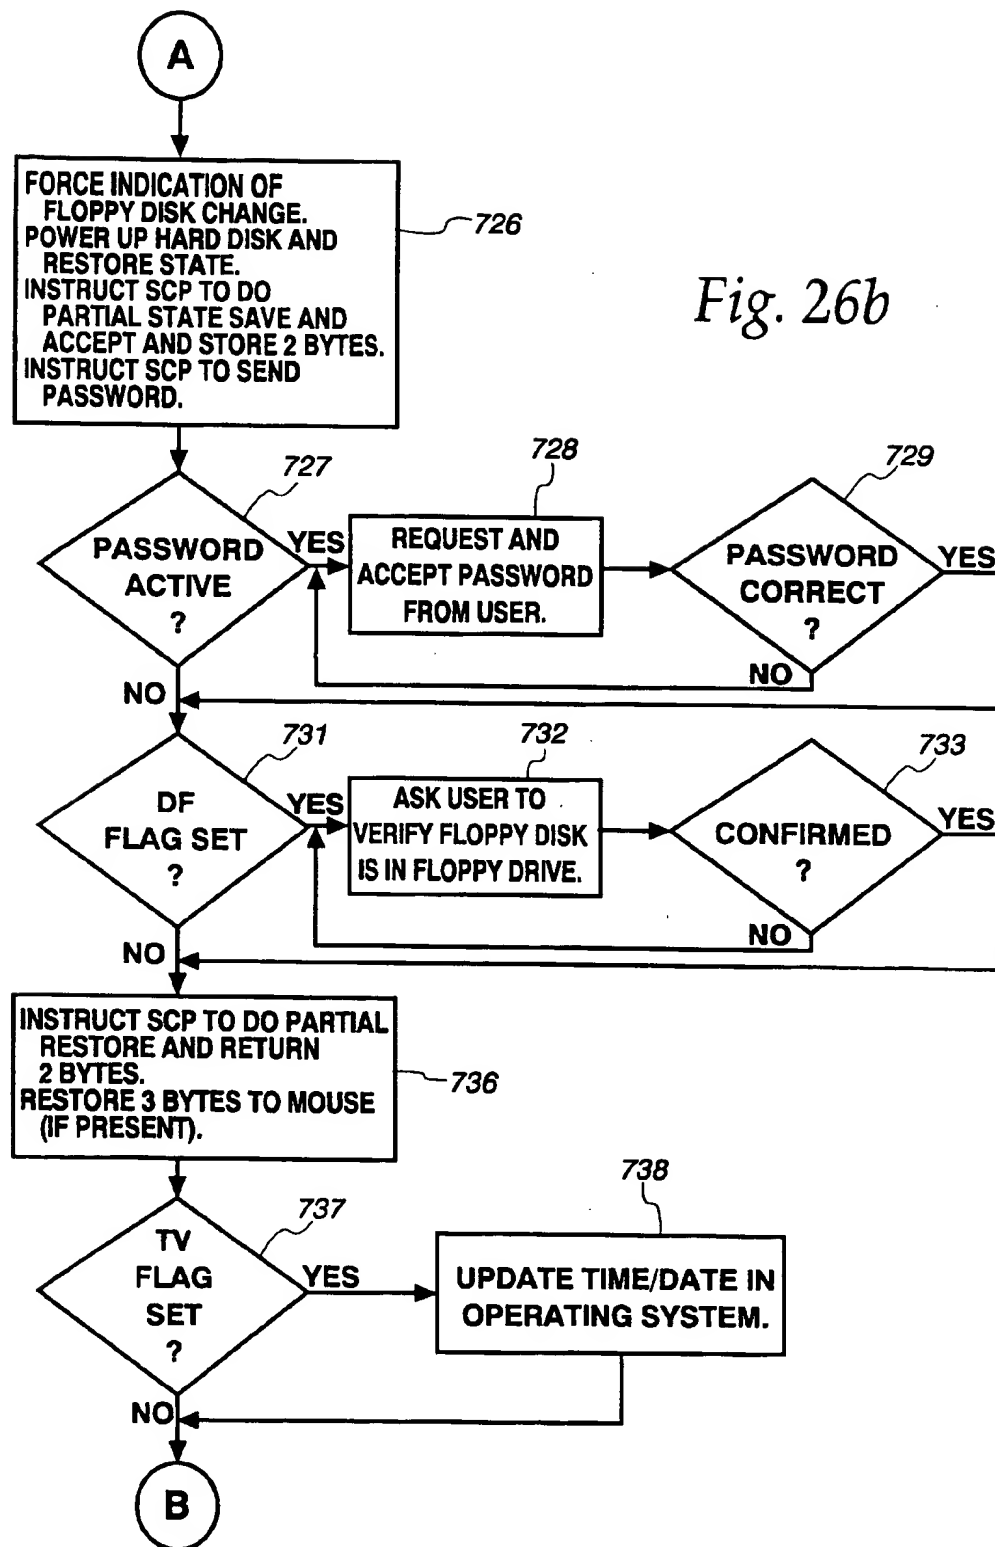 A
FORCE INDICATION OF
FLOPPY DISK CHANGE.
POWER UP HARD DISK AND
RESTORE STATE.
INSTRUCT SCP TO DO
PARTIAL STATE SAVE AND
ACCEPT AND STORE 2 BYTES.
INSTRUCT SCP TO SEND
PASSWORD.
726
Fig. 26b
727
PASSWORD
ACTIVE
?
YES
NO
728
REQUEST AND
ACCEPT PASSWORD
FROM USER.
729
PASSWORD
CORRECT
?
YES
NO
731
DF
FLAG SET
?
YES
NO
732
ASK USER TO
VERIFY FLOPPY DISK
IS IN FLOPPY DRIVE.
733
CONFIRMED
?
YES
NO
INSTRUCT SCP TO DO PARTIAL
RESTORE AND RETURN
2 BYTES.
RESTORE 3 BYTES TO MOUSE
(IF PRESENT).
736
737
TV
FLAG
SET
?
YES
NO
738
UPDATE TIME/DATE IN
OPERATING SYSTEM.
B